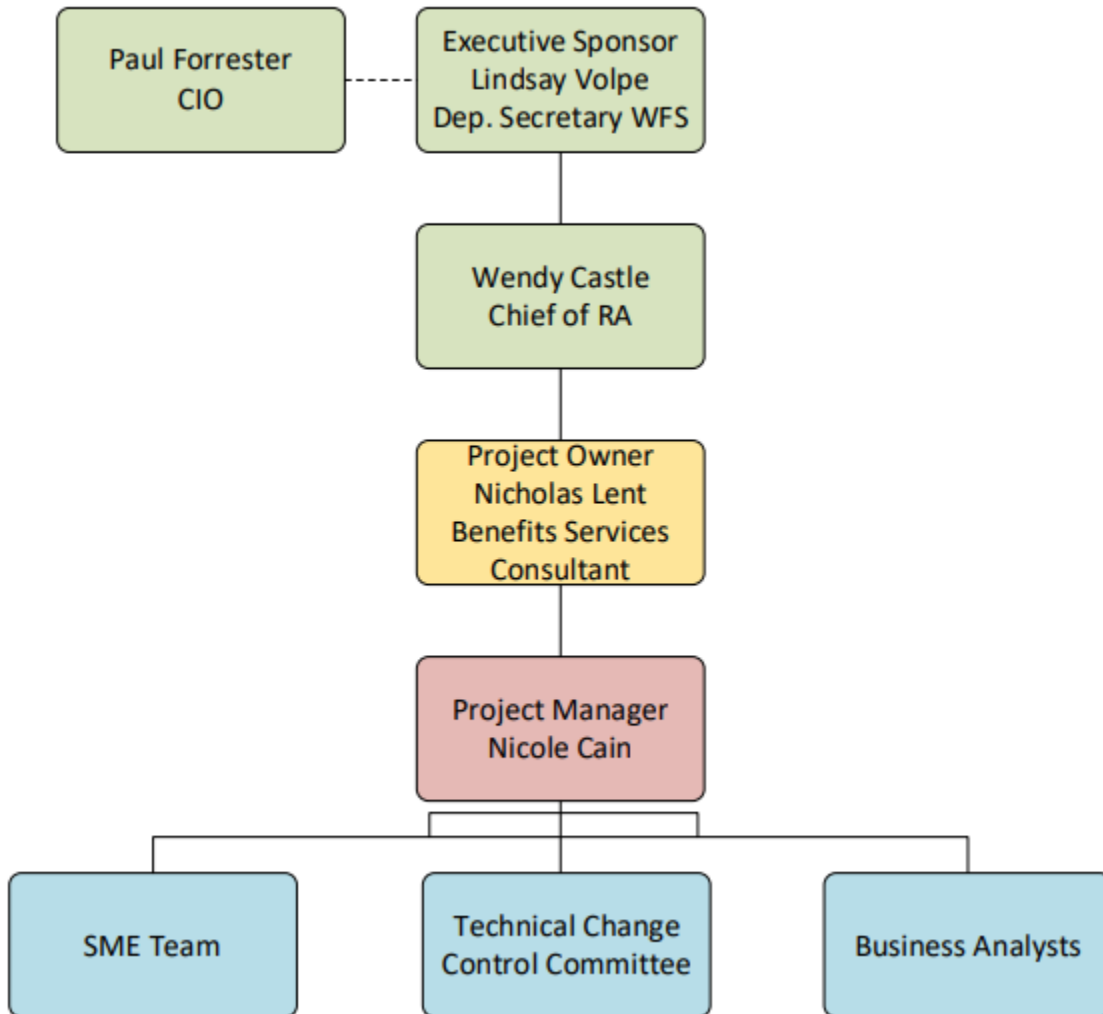 Paul Forrester
CIO
Executive Sponsor
Lindsay Volpe
Dep. Secretary WFS
Wendy Castle
Chief of RA
Project Owner
Nicholas Lent
Benefits Services
Consultant
Project Manager
Nicole Cain
SME Team
Technical Change
Control Committee
Business Analysts